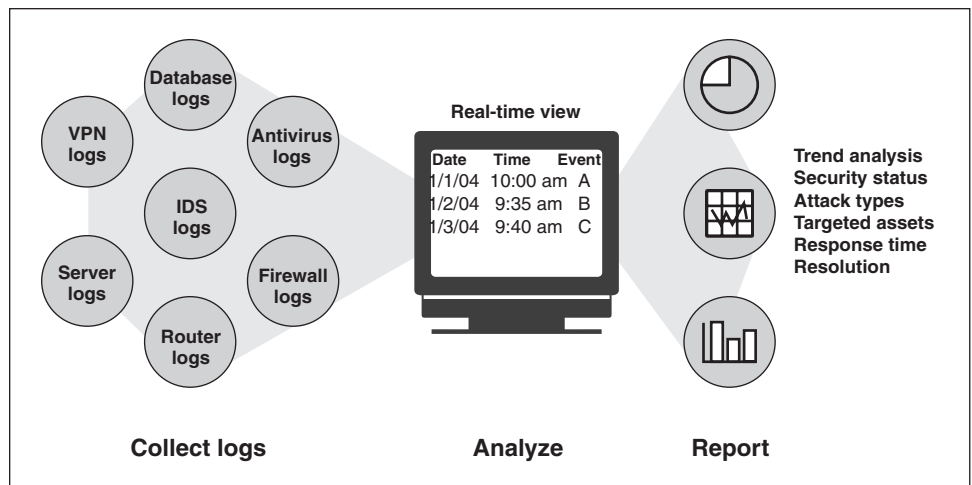 Database
logs
VPN
logs
Antivirus
logs
IDS
logs
Server
logs
Firewall
logs
Router
logs
Collect logs
Real-time view
Date Time Event
1/1/04 10:00 am A
1/2/04 9:35 am B
1/3/04 9:40 am C
Analyze
Trend analysis
Security status
Attack types
Targeted assets
Response time
Resolution
Report